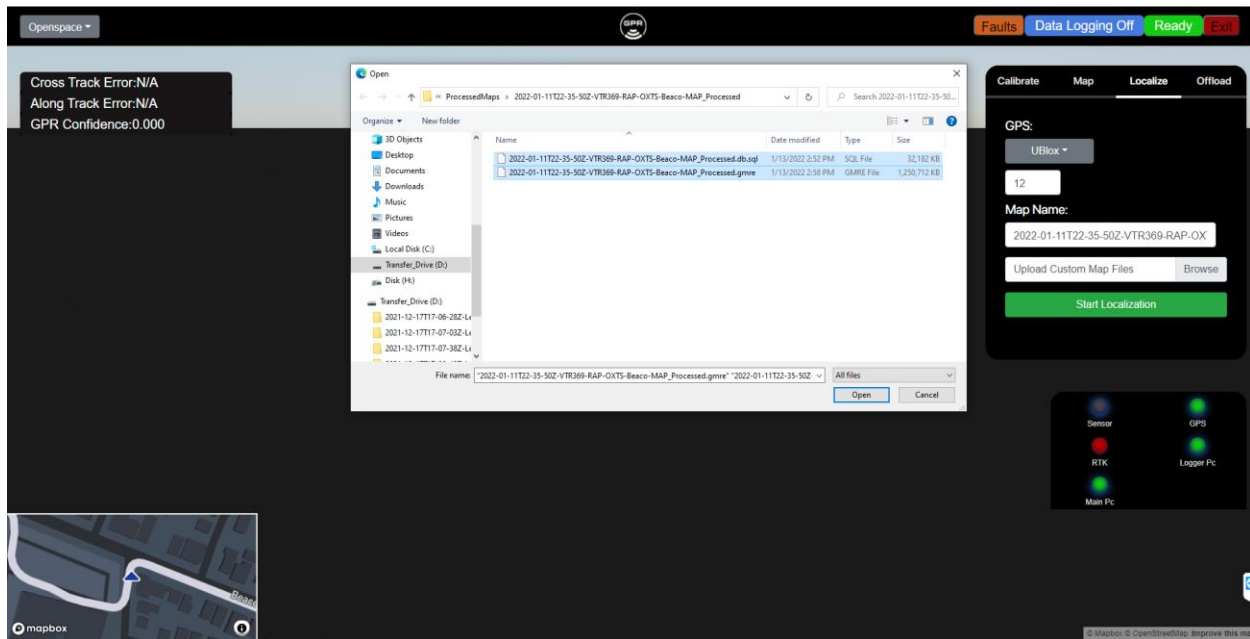 Openspace
GPR
Faults
Data Logging Off
Ready
Exit
Cross Track Error:N/A
Along Track Error:N/A
GPR Confidence:0.000
Open
« ProcessedMaps > 2022-01-11T22-35-50Z-VTR369-RAP-OXTS-Beaco-MAP_Processed
Search 2022-01-11T22-35-50...
Organize
New folder
3D Objects
Desktop
Documents
Downloads
Music
Pictures
Videos
Local Disk (C:)
Transfer_Drive (D:)
Disk (H:)
Transfer_Drive (D:)
2021-12-17T17-06-28Z-Le
2021-12-17T17-07-03Z-Le
2021-12-17T17-07-38Z-Le
Name Date modified Type Size
2022-01-11T22-35-50Z-VTR369-RAP-OXTS-Beaco-MAP_Processed.db.sql 1/13/2022 2:52 PM SQL File 32,182 KB
2022-01-11T22-35-50Z-VTR369-RAP-OXTS-Beaco-MAP_Processed.gmre 1/13/2022 2:58 PM GMRE File 1,250,712 KB
File name: "2022-01-11T22-35-50Z-VTR369-RAP-OXTS-Beaco-MAP_Processed.gmre" "2022-01-11T22-35-50Z-
All files
Open
Cancel
Calibrate Map Localize Offload
GPS:
UBlox
12
Map Name:
2022-01-11T22-35-50Z-VTR369-RAP-OX
Upload Custom Map Files
Browse
Start Localization
Sensor GPS
RTK Logger Pc
Main Pc
Beaco
mapbox
© Mapbox © OpenStreetMap Improve this ma